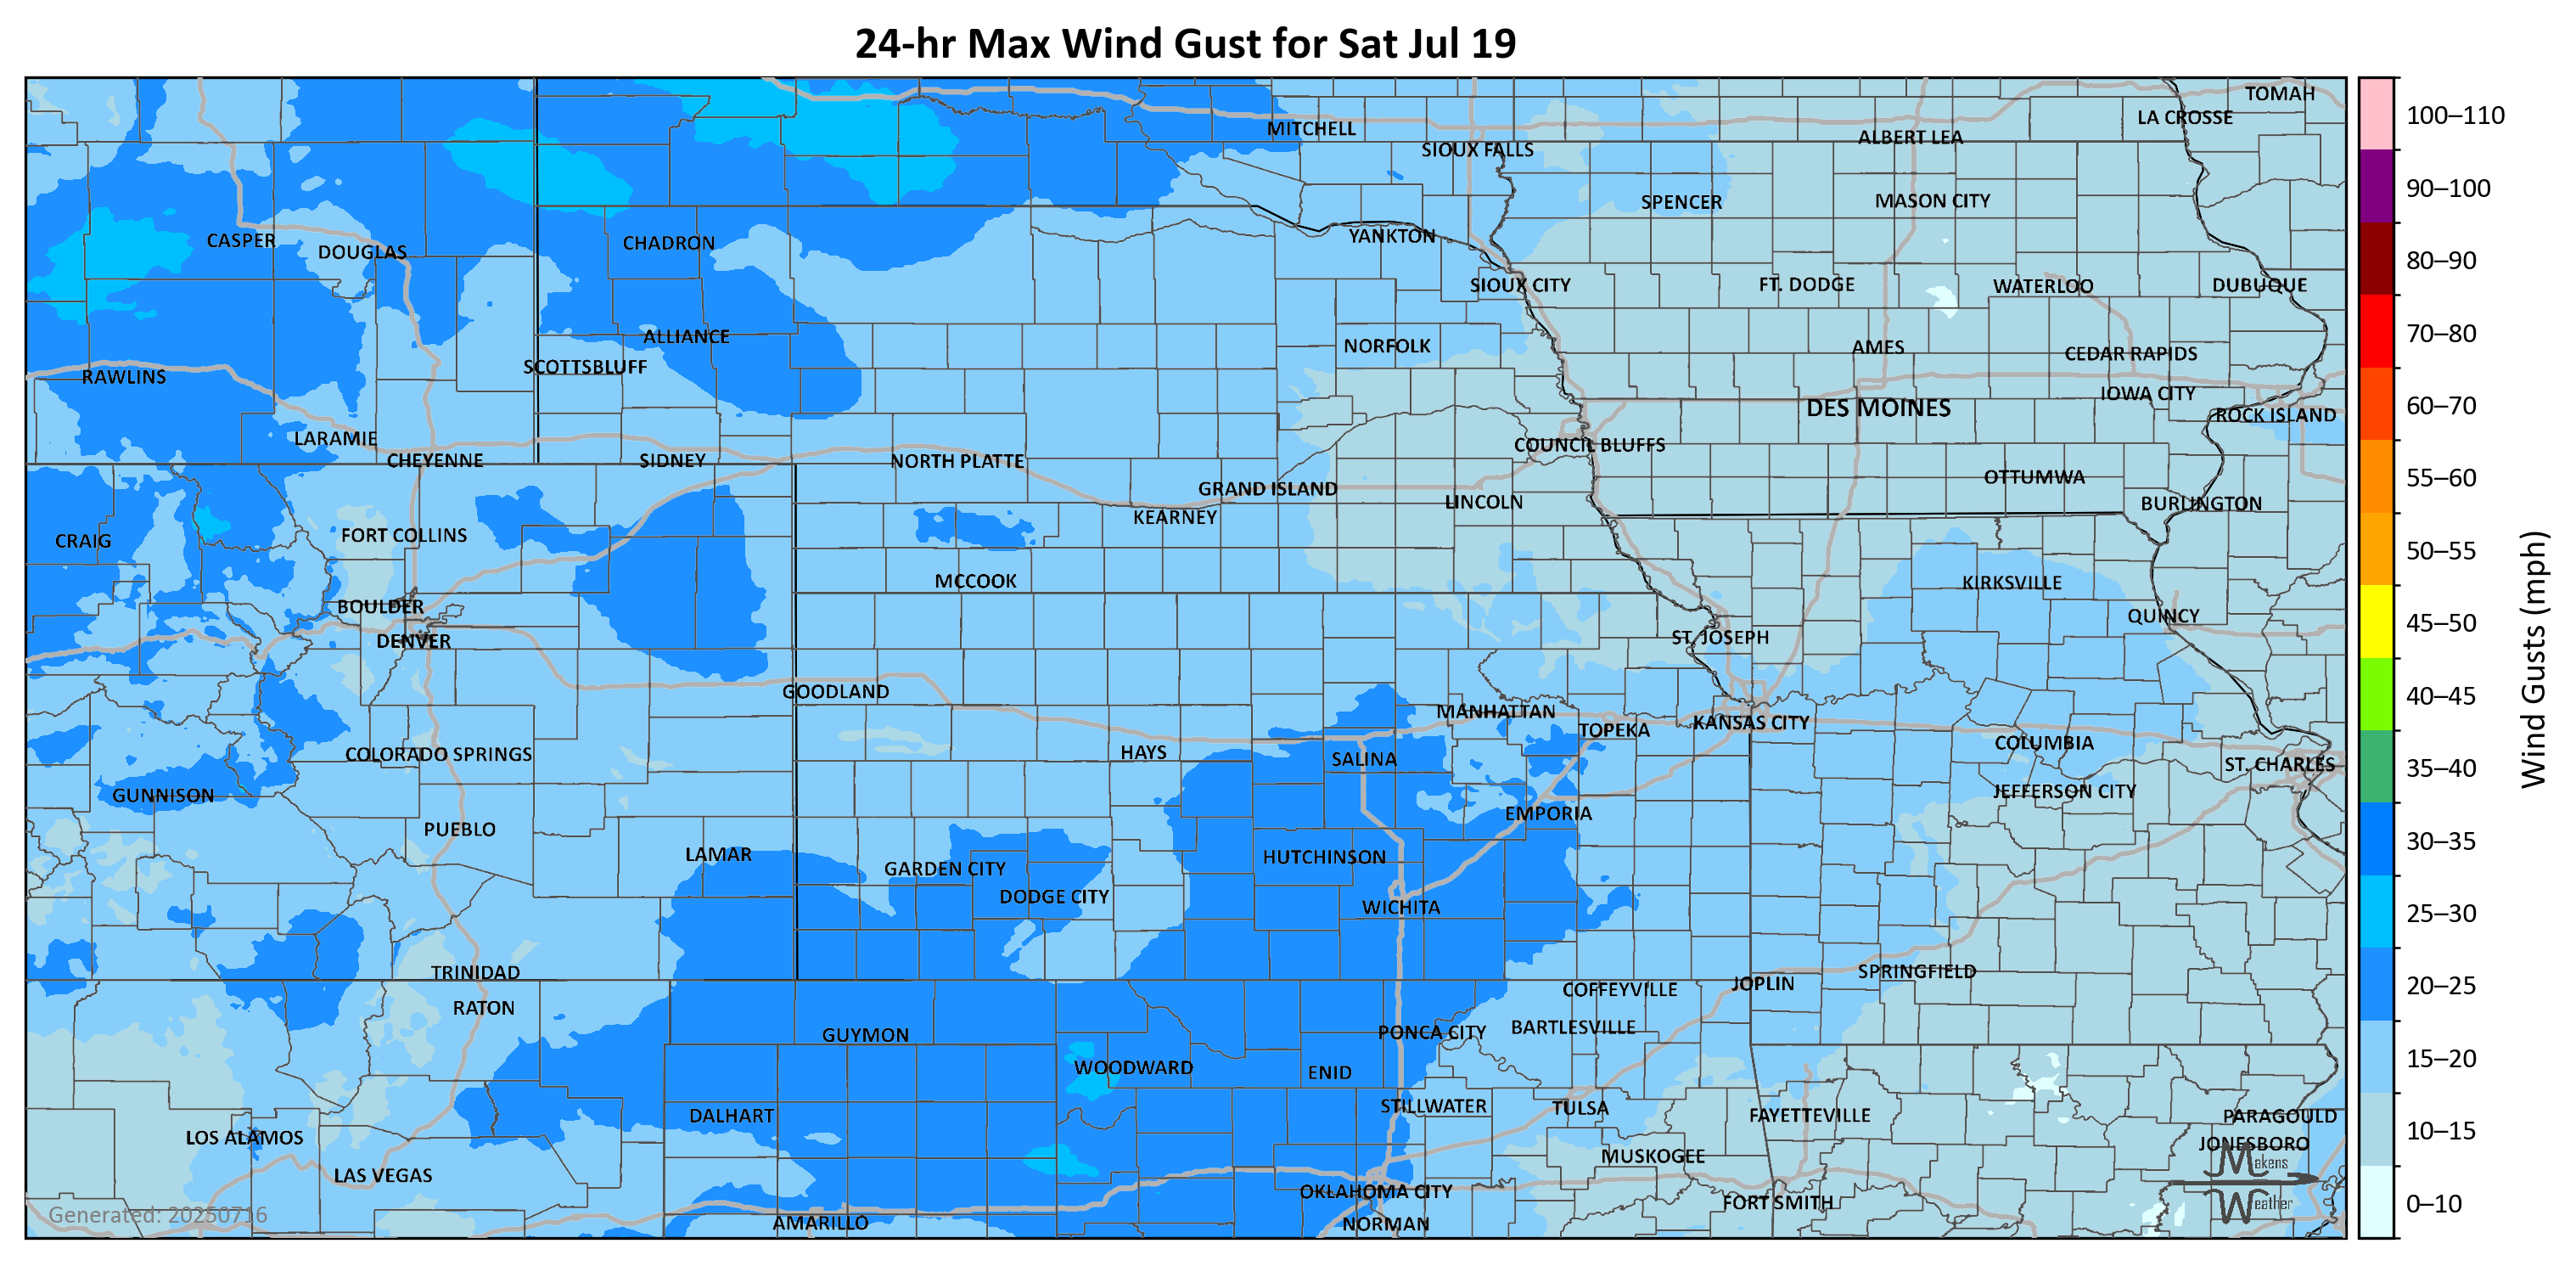 24-hr Max Wind Gust for Sat Jul 19
TOMAH
LA CROSSE
MITCHELL
ALBERT LEA
SIOUX FALLS
SPENCER
MASON CITY
CASPER
DOUGLAS
CHADRON
YANKTON
SIOUX CITY
FT. DODGE
WATERLOO
DUBUQUE
ALLIANCE
NORFOLK
AMES
CEDAR RAPIDS
SCOTTSBLUFF
RAWLINS
IOWA CITY
DES MOINES
ROCK ISLAND
LARAMIE
COUNCIL BLUFFS
CHEYENNE
SIDNEY
NORTH PLATTE
OTTUMWA
GRAND ISLAND
LINCOLN
BURLINGTON
KEARNEY
CRAIG
FORT COLLINS
MCCOOK
KIRKSVILLE
BOULDER
QUINCY
DENVER
ST. JOSEPH
GOODLAND
MANHATTAN
KANSAS CITY
TOPEKA
COLUMBIA
COLORADO SPRINGS
HAYS
SALINA
ST. CHARLES
GUNNISON
JEFFERSON CITY
EMPORIA
PUEBLO
LAMAR
HUTCHINSON
GARDEN CITY
DODGE CITY
WICHITA
TRINIDAD
SPRINGFIELD
JOPLIN
COFFEYVILLE
RATON
GUYMON
PONCA CITY
BARTLESVILLE
WOODWARD
ENID
STILLWATER
TULSA
DALHART
FAYETTEVILLE
PARAGOULD
LOS ALAMOS
JONESBORO
MUSKOGEE
LAS VEGAS
OKLAHOMA CITY
FORT SMITH
AMARILLO
NORMAN
Generated: 20250716
Makens
Weather
100–110
90–100
80–90
70–80
60–70
55–60
50–55
45–50
40–45
35–40
30–35
25–30
20–25
15–20
10–15
0–10
Wind Gusts (mph)